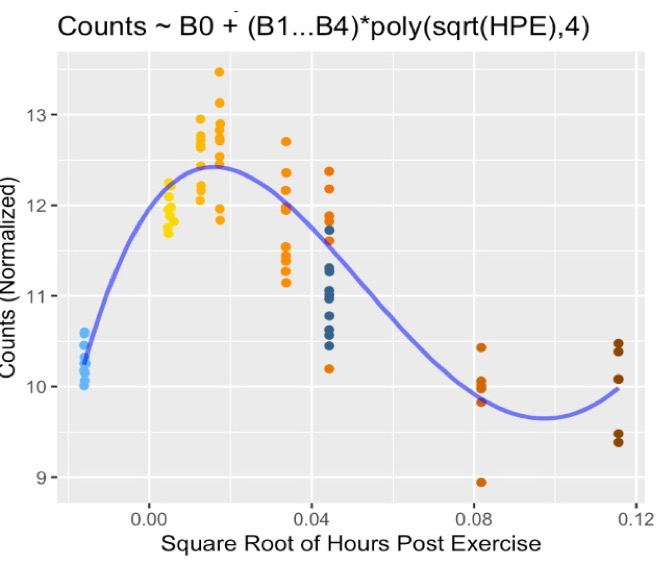 Counts ~ B0 + (B1...B4)*poly(sqrt(HPE),4)
Counts (Normalized)
13
12
11
10
9
0.00 0.04 0.08 0.12
Square Root of Hours Post Exercise